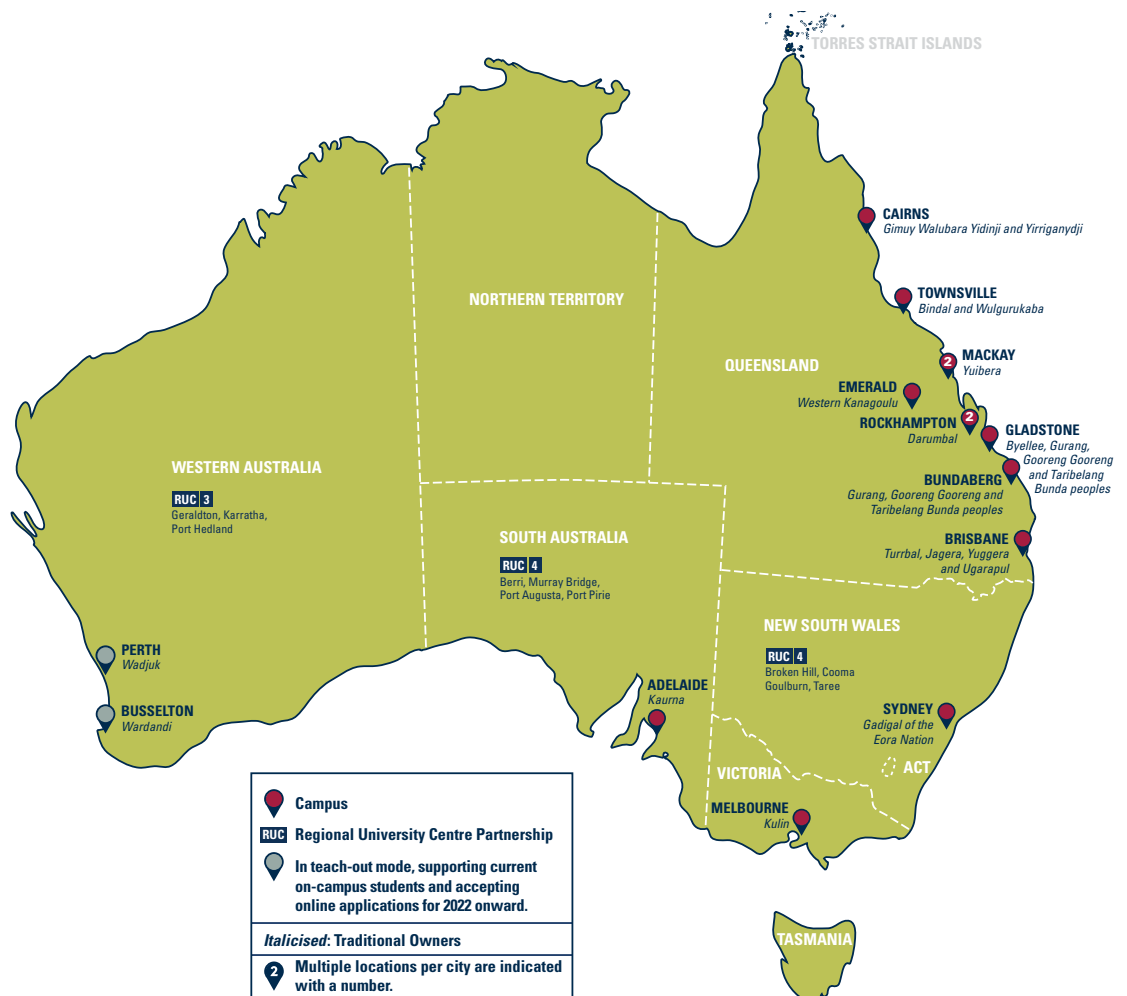 TORRES STRAIT ISLANDS
CAIRNS
Gimuy Walubara Yidinji and Yirriganydji
NORTHERN TERRITORY
TOWNSVILLE
Bindal and Wulgurukaba
QUEENSLAND
2
MACKAY
Yuibera
EMERALD
Western Kanagoulu
ROCKHAMPTON
2
Darumbal
GLADSTONE
Byellee, Gurang,
Gooreng Gooreng
and Taribelang
Bunda peoples
BUNDABERG
Gurang, Gooreng Gooreng and
Taribelang Bunda peoples
BRISBANE
Turrbal, Jagera, Yuggera
and Ugarapul
WESTERN AUSTRALIA
RUC 3
Geraldton, Karratha,
Port Hedland
SOUTH AUSTRALIA
RUC 4
Berri, Murray Bridge,
Port Augusta, Port Pirie
NEW SOUTH WALES
RUC 4
Broken Hill, Cooma
Goulburn, Taree
PERTH
Wadjuk
BUSSELTON
Wardandi
ADELAIDE
Kaurna
SYDNEY
Gadigal of the
Eora Nation
ACT
VICTORIA
MELBOURNE
Kulin
TASMANIA
Campus
RUC Regional University Centre Partnership
In teach-out mode, supporting current
on-campus students and accepting
online applications for 2022 onward.
Italicised: Traditional Owners
2 Multiple locations per city are indicated
with a number.